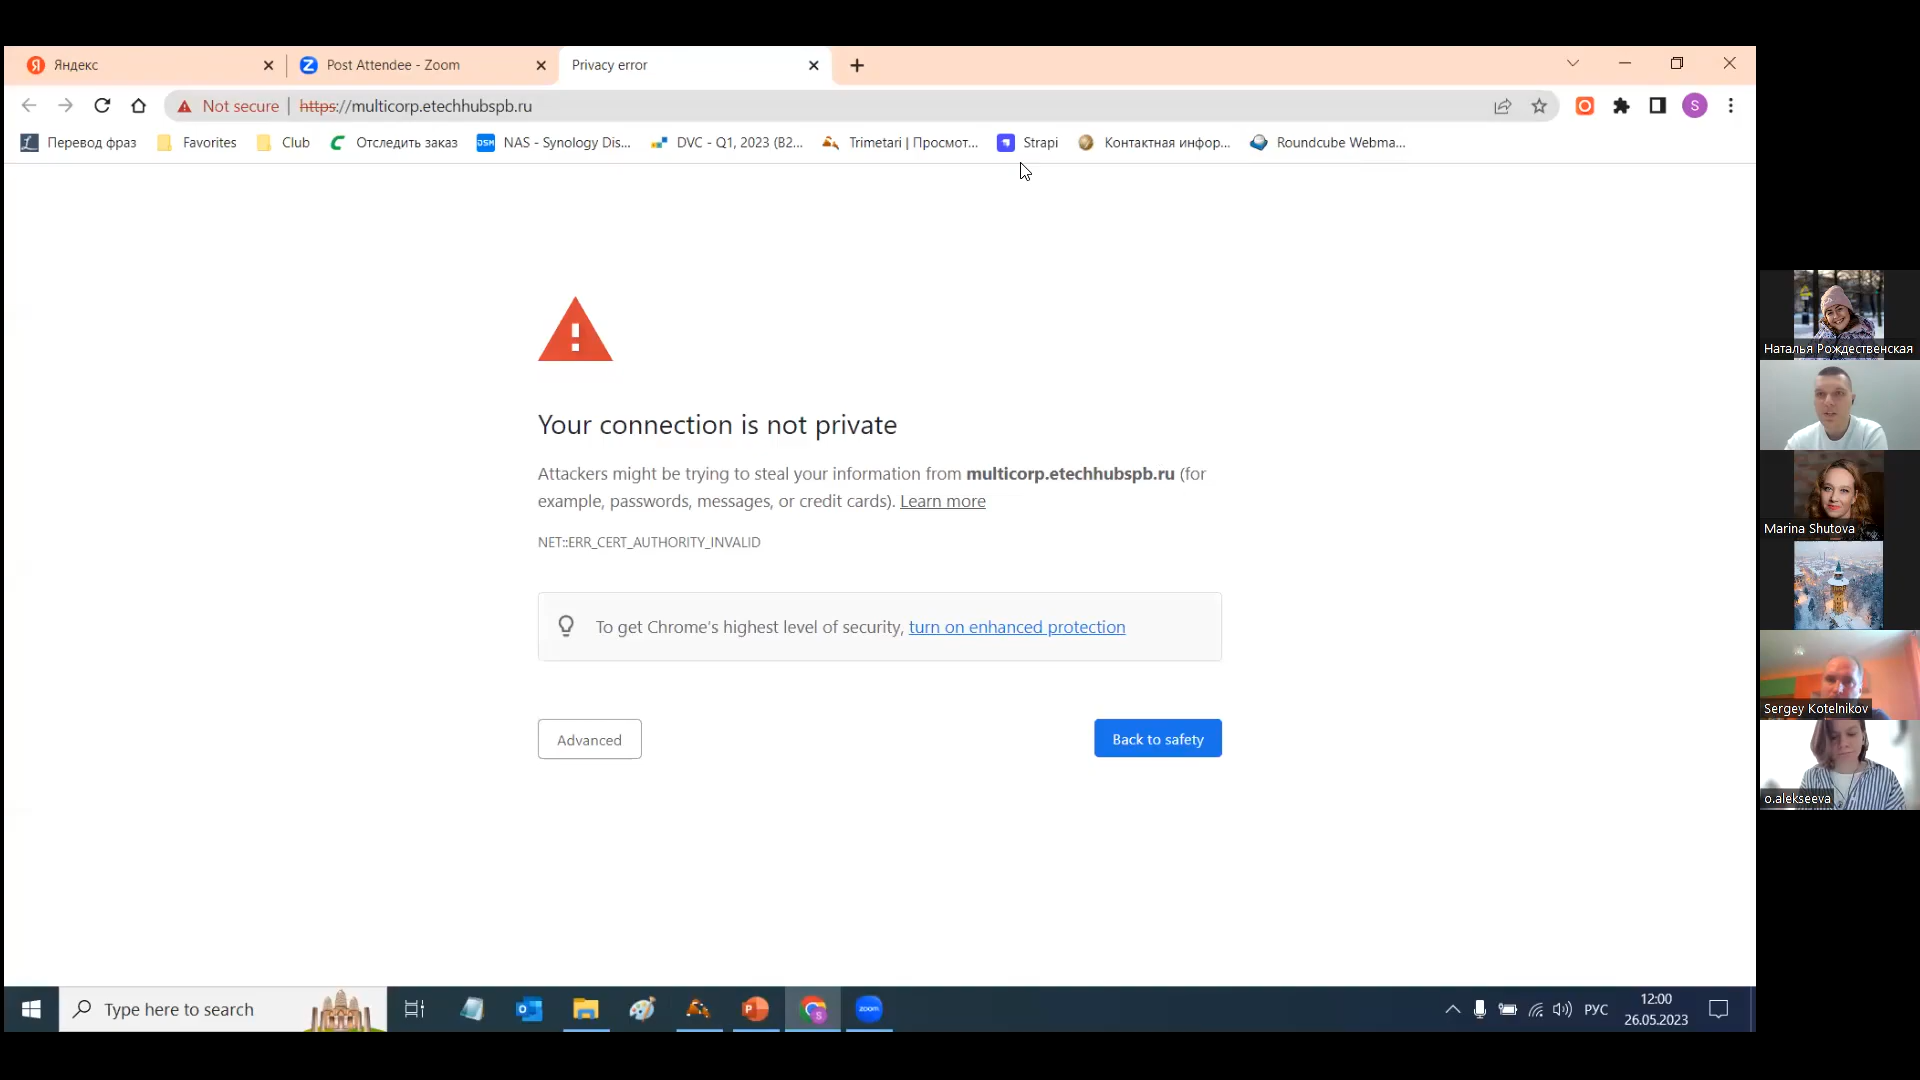 Яндекс
Post Attendee - Zoom
Privacy error
Not secure
https://multicorp.etechhubspb.ru
S
Перевод фраз
Favorites
Club
Отследить заказ
NAS - Synology Dis...
DVC - Q1, 2023 (B2...
Trimetari | Просмот...
Strapi
Контактная инфор...
Roundcube Webma...
Your connection is not private
Attackers might be trying to steal your information from multicorp.etechhubspb.ru (for
example, passwords, messages, or credit cards). Learn more
NET::ERR_CERT_AUTHORITY_INVALID
To get Chrome's highest level of security, turn on enhanced protection
Advanced
Back to safety
Наталья Рождественская
Marina Shutova
Sergey Kotelnikov
o.alekseeva
Type here to search
zoom
РУС
12:00
26.05.2023